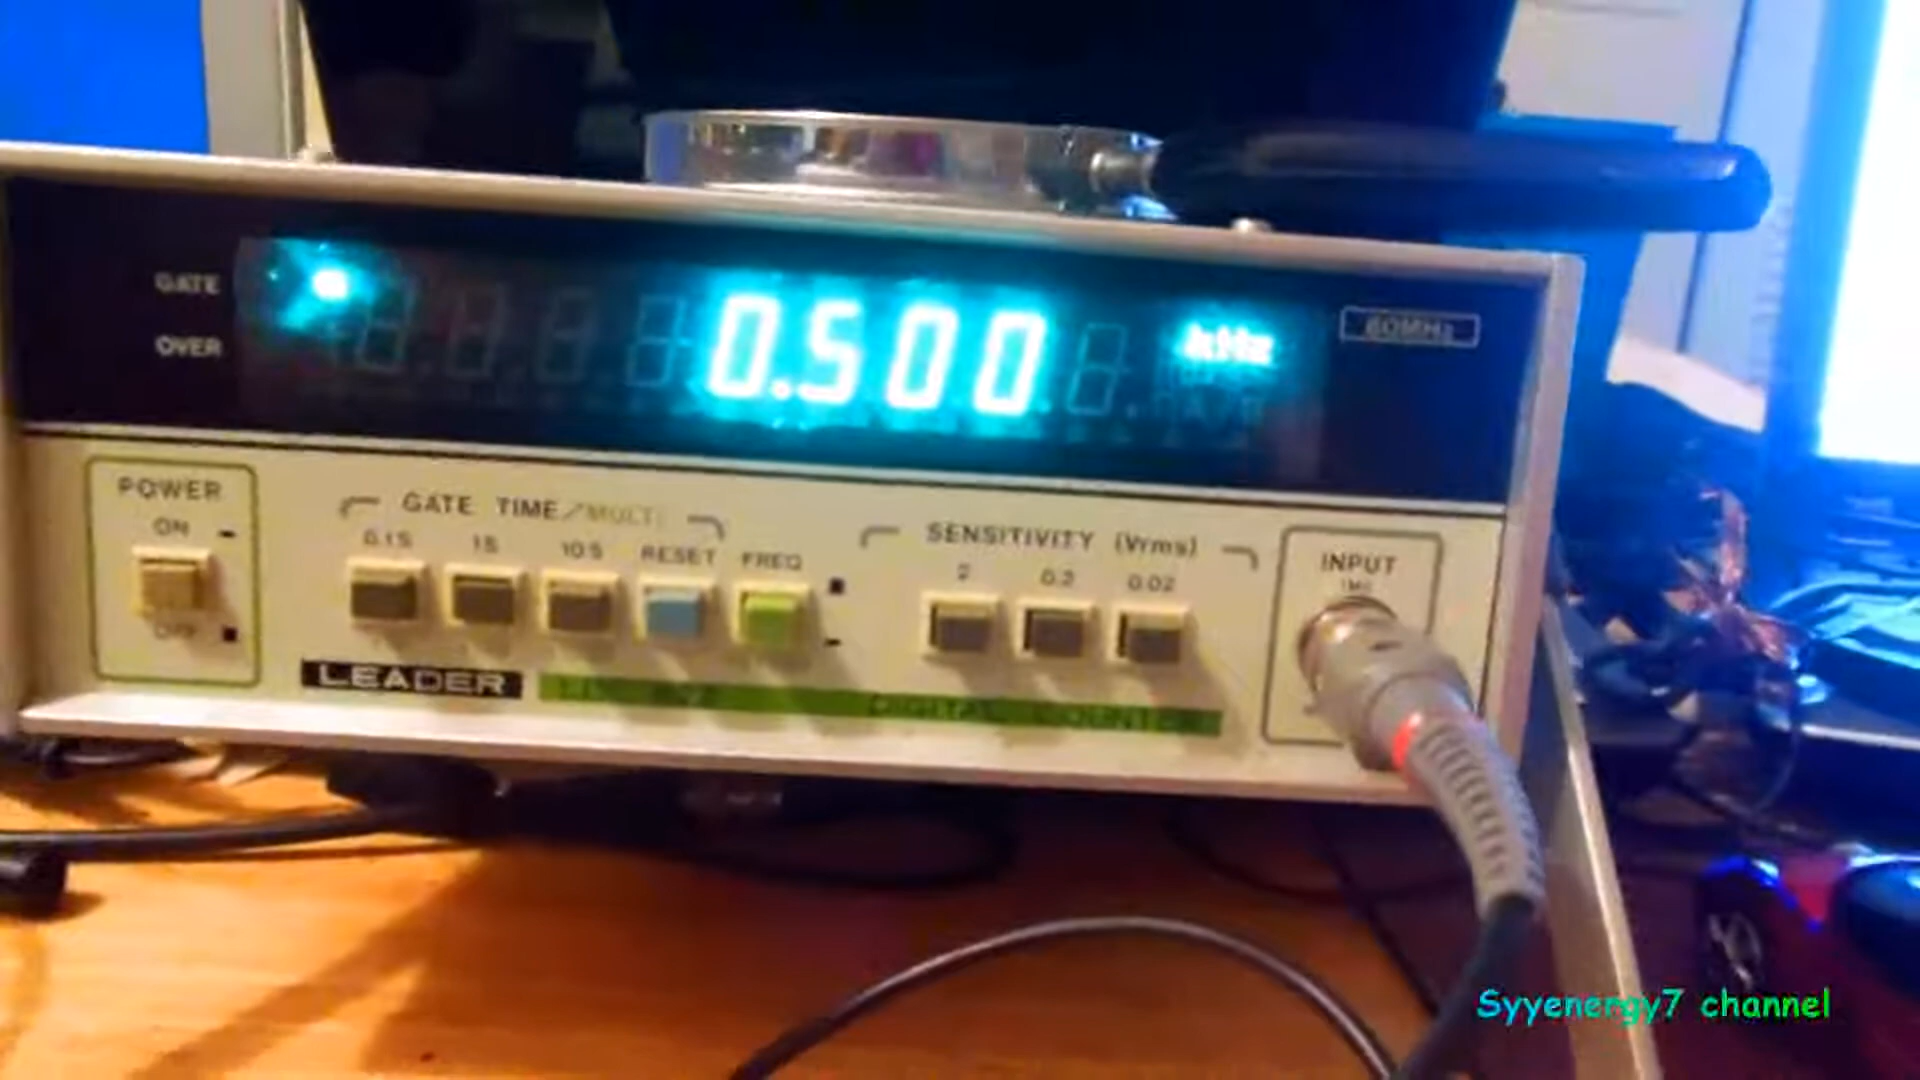 GATE
OVER
0.500
kHz
60MHz
POWER
ON
OFF
GATE TIME/MULTI
0.1S 1S 10S RESET FREQ
SENSITIVITY (Vrms)
2 0.2 0.02
INPUT
LEADER
DIGITAL COUNTER
Syyenergy7 channel